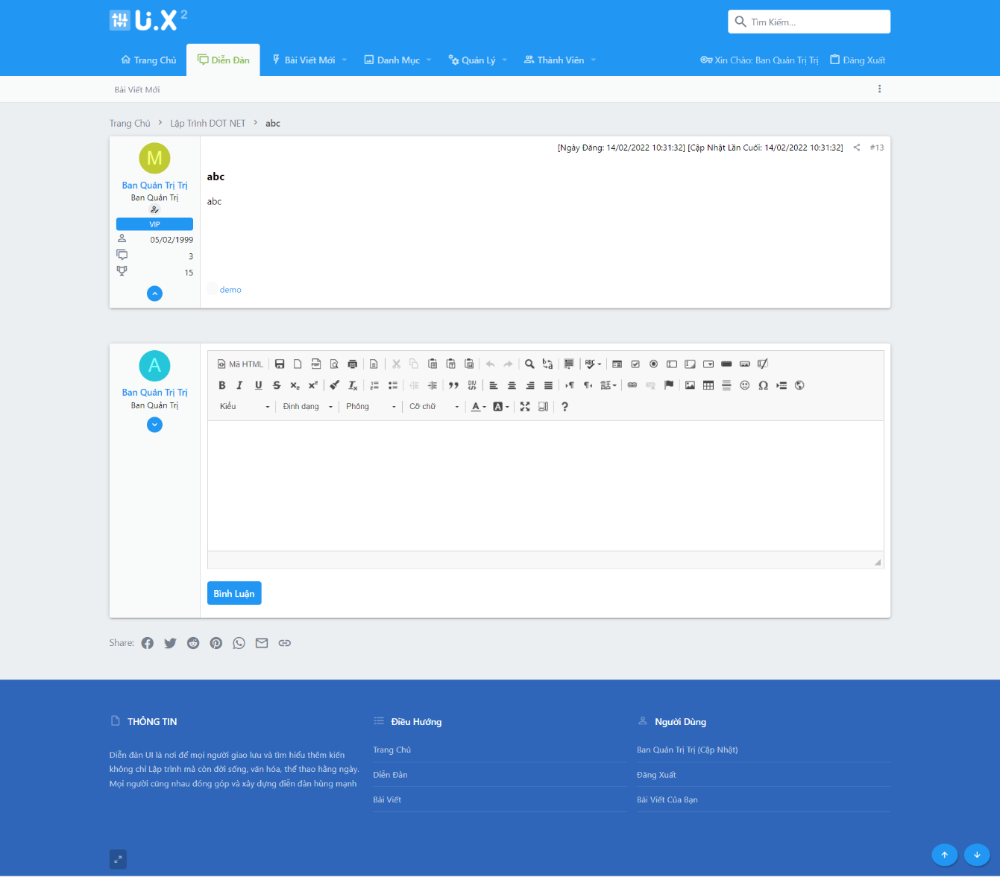 U.X 2
Tìm Kiếm...
Trang Chủ
Diễn Đàn
Bài Viết Mới
Danh Mục
Quản Lý
Thành Viên
Xin Chào: Ban Quản Trị Trị
Đăng Xuất
Bài Viết Mới
Trang Chủ > Lập Trình DOT NET > abc
M
[Ngày Đăng: 14/02/2022 10:31:32] [Cập Nhật Lần Cuối: 14/02/2022 10:31:32]
#13
Ban Quản Trị Trị
Ban Quản Trị
VIP
05/02/1999
3
15
abc
abc
demo
A
Ban Quản Trị Trị
Ban Quản Trị
Mã HTML
Kiểu
Định dạng
Phông
Cỡ chữ
Bình Luận
Share:
THÔNG TIN
Diễn đàn UI là nơi để mọi người giao lưu và tìm hiểu thêm kiến
không chỉ Lập trình mà còn đời sống, văn hóa, thể thao hằng ngày.
Mọi người cũng nhau đóng góp và xây dựng diễn đàn hùng mạnh
Điều Hướng
Trang Chủ
Diễn Đàn
Bài Viết
Người Dùng
Ban Quản Trị Trị (Cập Nhật)
Đăng Xuất
Bài Viết Của Bạn